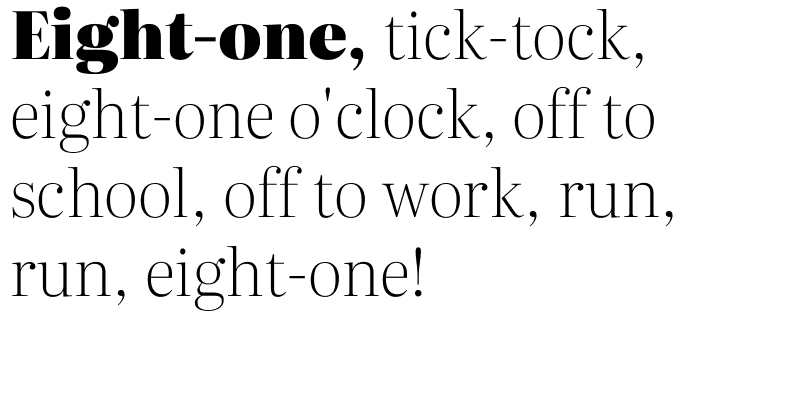 Eight-one, tick-tock,
eight-one o'clock, off to
school, off to work, run,
run, eight-one!